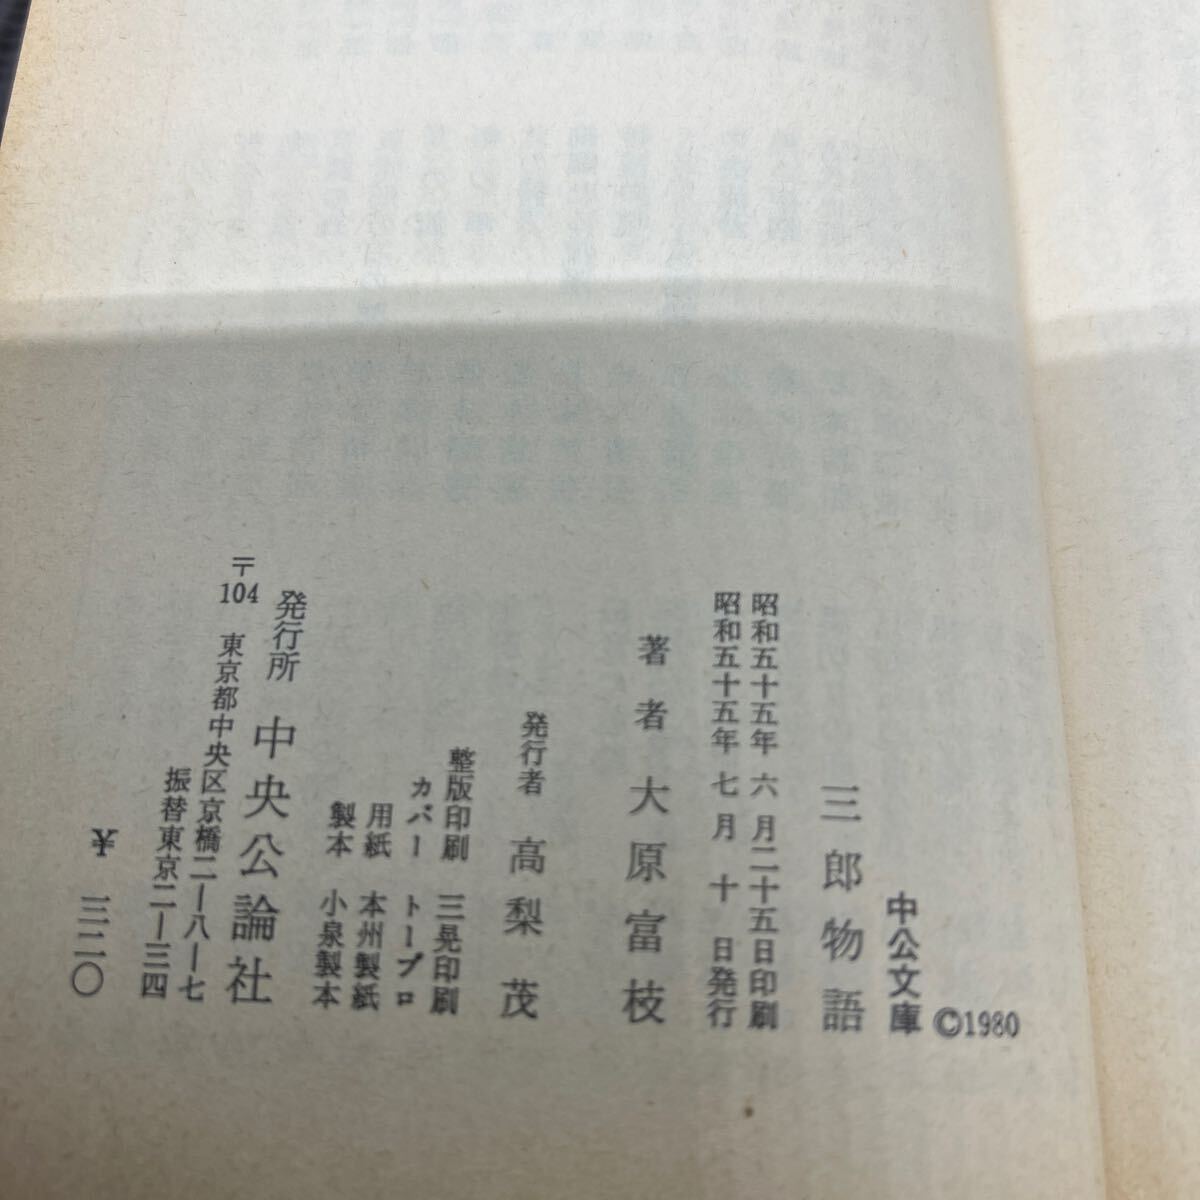 中公文庫 ©1980
三郎物語
昭和五十五年 六 月二十五日印刷
昭和五十五年 七 月 十 日発行
著者 大原富枝
発行者 高梨 茂
整版印刷 三晃印刷
カバー トープロ
用紙 本州製紙
製本 小泉製本
発行所 中央公論社
〒104 東京都中央区京橋二ー八ー七
振替東京二ー三四
¥ 三二〇